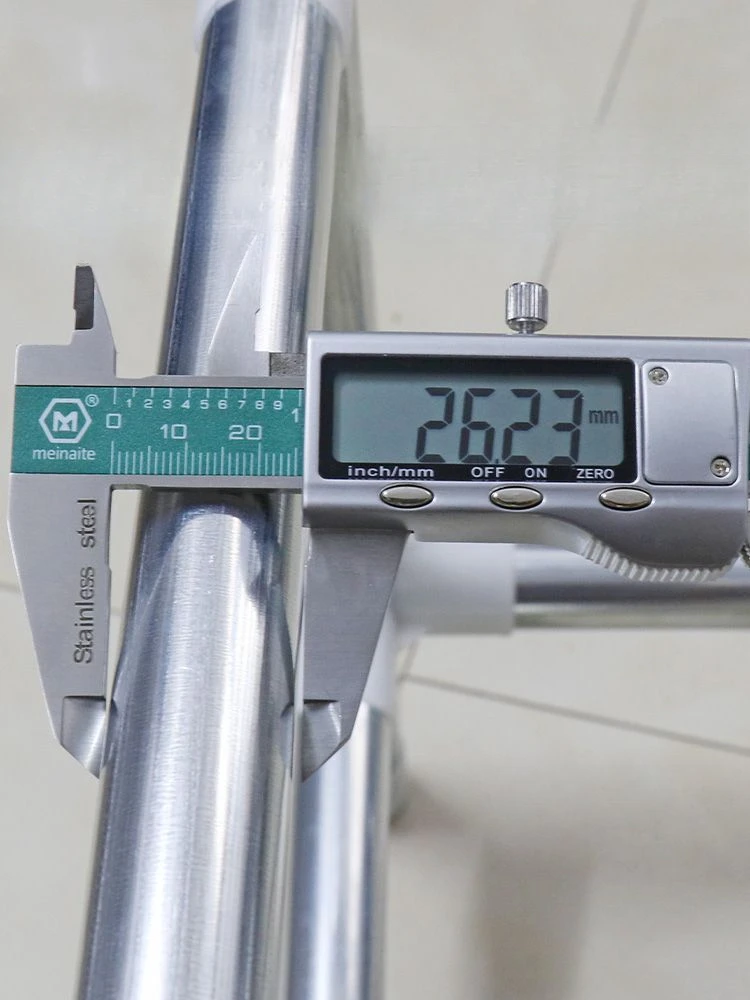 ®
M
meinaite
1 2 3 4 5 6 7 8 9 1
0 10 20
26.23 mm
inch/mm OFF ON ZERO
Stainless steel